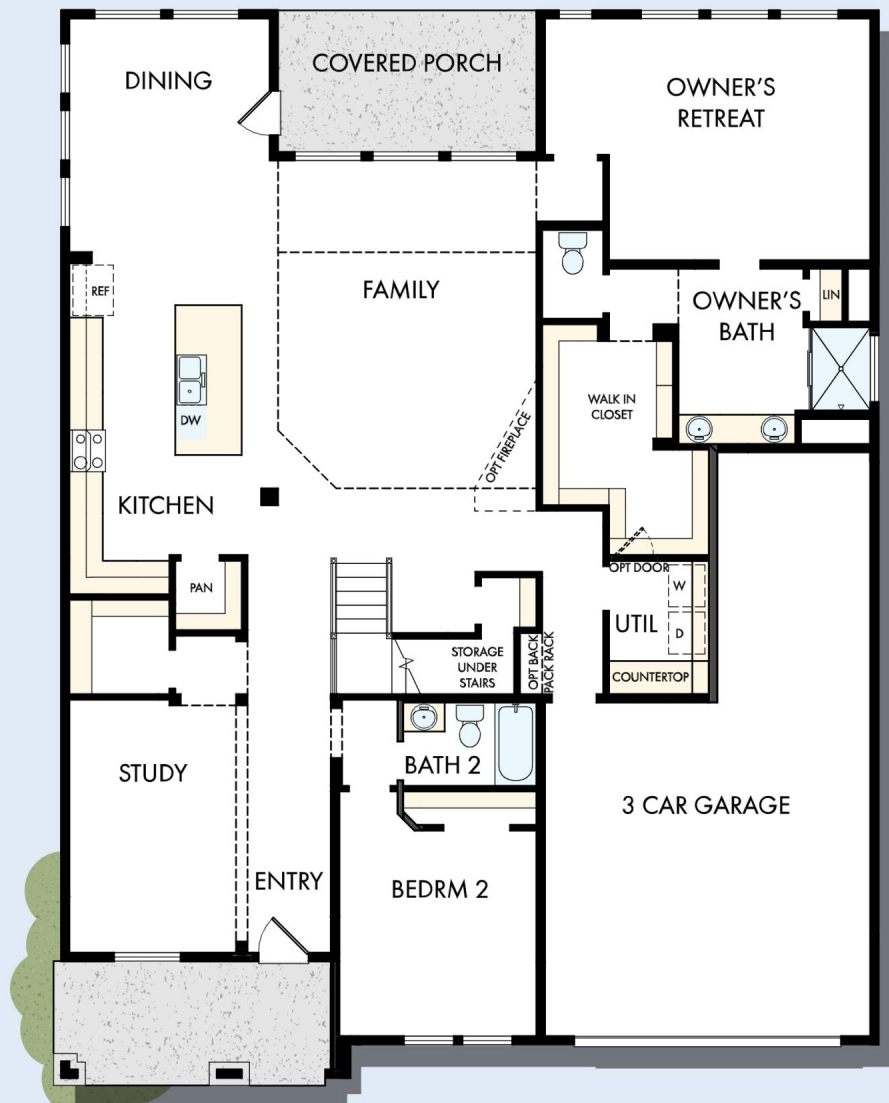 DINING
COVERED PORCH
OWNER'S
RETREAT
REF
FAMILY
OWNER'S
BATH
LIN
DW
WALK IN
CLOSET
OPT FIREPLACE
KITCHEN
PAN
OPT DOOR
W
UTIL
D
STORAGE
UNDER
STAIRS
OPT BACK
PACK RACK
COUNTERTOP
STUDY
BATH 2
3 CAR GARAGE
ENTRY
BEDRM 2